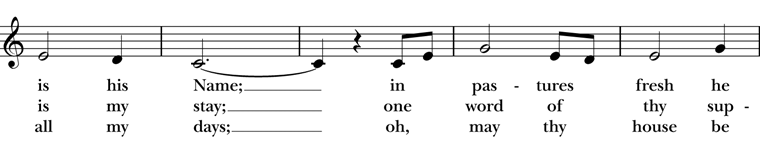 is his Name; in pas - tures fresh he
is my stay; one word of thy sup -
all my days; oh, may thy house be